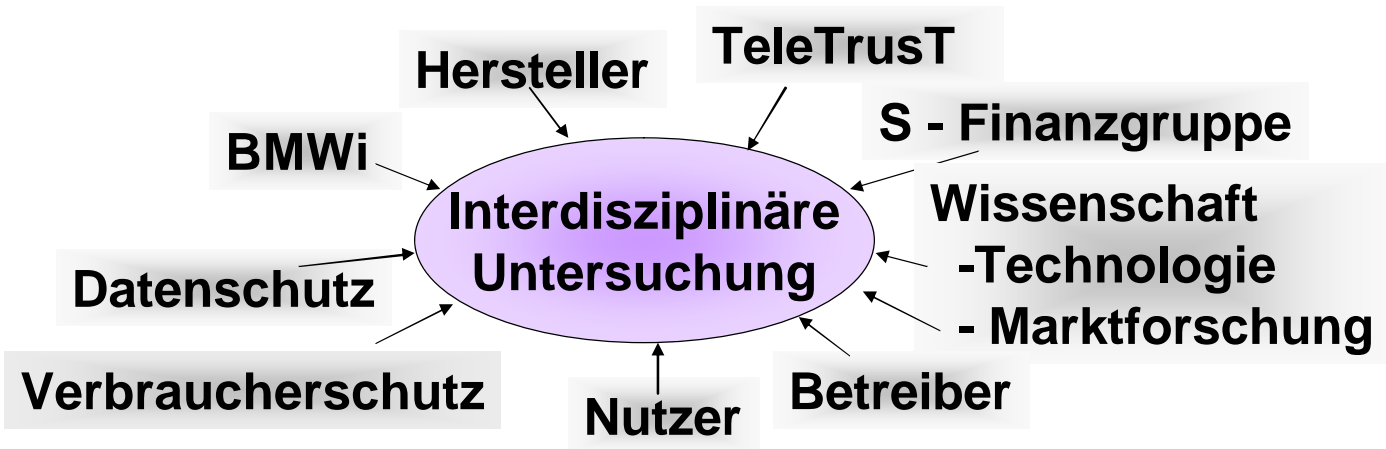 TeleTrusT
Hersteller
S - Finanzgruppe
BMWi
Interdisziplinäre
Untersuchung
Wissenschaft
-Technologie
- Marktforschung
Datenschutz
Verbraucherschutz
Nutzer
Betreiber